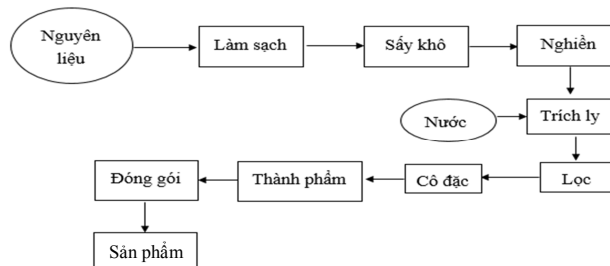 Nguyên
liệu
Làm sạch
Sấy khô
Nghiền
Nước
Trích ly
Lọc
Cô đặc
Thành phẩm
Đóng gói
Sản phẩm